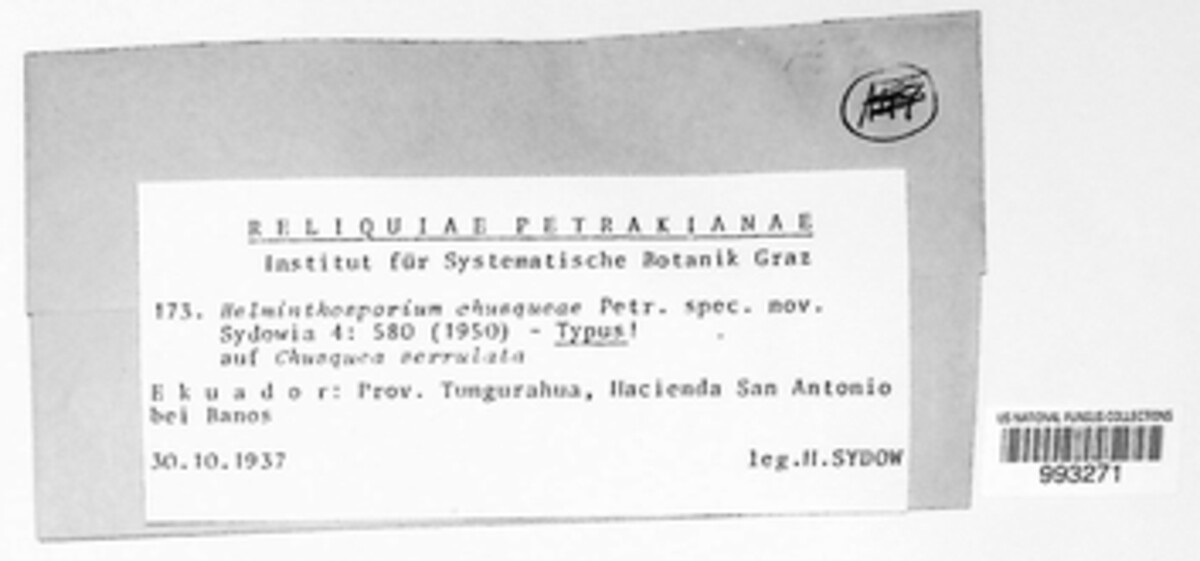 RELIQUIAE PETRAKIANAE
Institut für Systematische Botanik Graz
173. Helminthosporium chusqueae Petr. spec. nov.
Sydowia 4: 580 (1950) - Typus!
auf Chusquea serrulata
Ekuador: Prov. Tungurahua, Hacienda San Antonio
bei Banos
30.10.1937 leg.H.SYDOW
US NATIONAL FUNGUS COLLECTIONS
993271